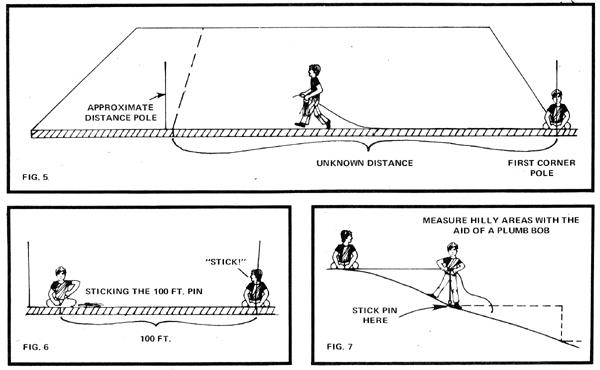 APPROXIMATE
DISTANCE POLE
UNKNOWN DISTANCE
FIRST CORNER
POLE
FIG. 5
"STICK!"
STICKING THE 100 FT. PIN
100 FT.
FIG. 6
MEASURE HILLY AREAS WITH THE
AID OF A PLUMB BOB
STICK PIN
HERE
FIG. 7